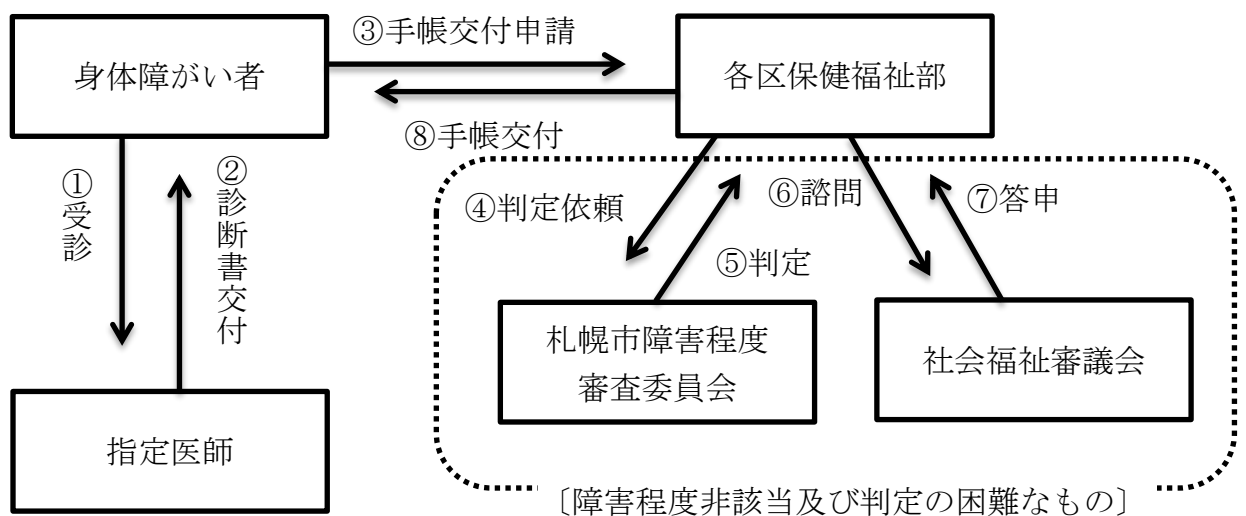 身体障がい者
③手帳交付申請
各区保健福祉部
⑧手帳交付
①受診
②診断書交付
④判定依頼
⑤判定
⑥諮問
⑦答申
札幌市障害程度
審査委員会
社会福祉審議会
指定医師
〔障害程度非該当及び判定の困難なもの〕